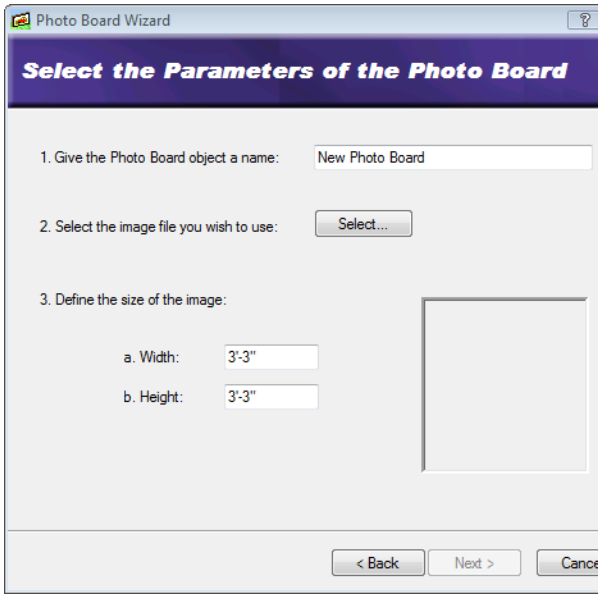 Photo Board Wizard
?
Select the Parameters of the Photo Board
1. Give the Photo Board object a name: New Photo Board
2. Select the image file you wish to use: Select...
3. Define the size of the image:
a. Width: 3'-3"
b. Height: 3'-3"
< Back Next > Cance